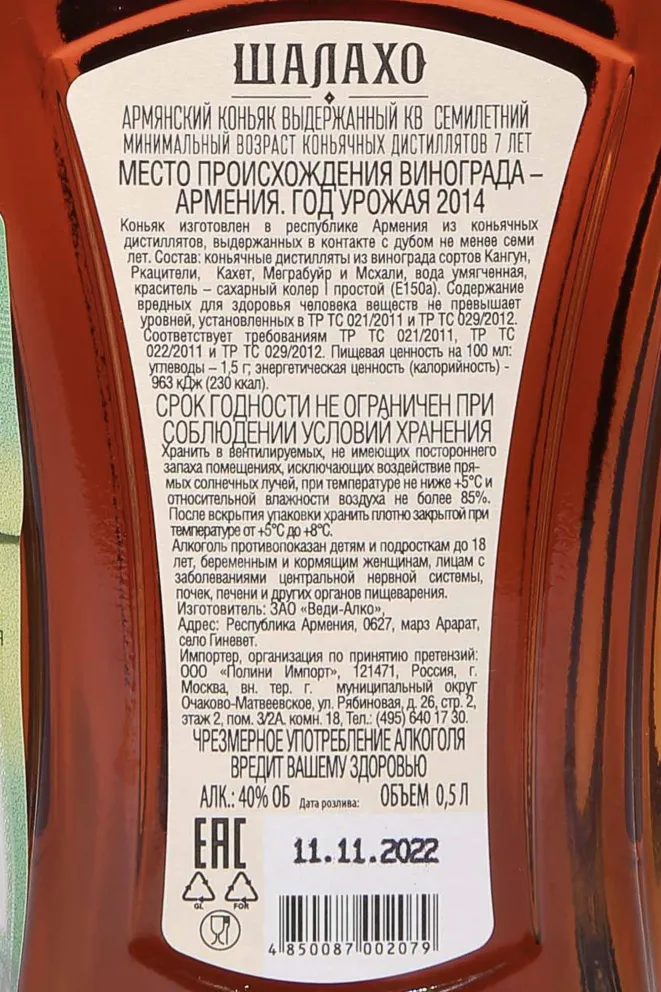 ШАЛАХО
АРМЯНСКИЙ КОНЬЯК ВЫДЕРЖАННЫЙ КВ СЕМИЛЕТНИЙ
МИНИМАЛЬНЫЙ ВОЗРАСТ КОНЬЯЧНЫХ ДИСТИЛЛЯТОВ 7 ЛЕТ
МЕСТО ПРОИСХОЖДЕНИЯ ВИНОГРАДА –
АРМЕНИЯ. ГОД УРОЖАЯ 2014
Коньяк изготовлен в республике Армения из коньячных
дистиллятов, выдержанных в контакте с дубом не менее семи
лет. Состав: коньячные дистилляты из винограда сортов Кангун,
Ркацители, Кахет, Меграбуйр и Мсхали, вода умягченная,
краситель – сахарный колер I простой (Е150а). Содержание
вредных для здоровья человека веществ не превышает
уровней, установленных в ТР ТС 021/2011 и ТР ТС 029/2012.
Соответствует требованиям ТР ТС 021/2011, ТР ТС
022/2011 и ТР ТС 029/2012. Пищевая ценность на 100 мл:
углеводы – 1,5 г; энергетическая ценность (калорийность) -
963 кДж (230 ккал).
СРОК ГОДНОСТИ НЕ ОГРАНИЧЕН ПРИ
СОБЛЮДЕНИИ УСЛОВИЙ ХРАНЕНИЯ
Хранить в вентилируемых, не имеющих постороннего
запаха помещениях, исключающих воздействие пря-
мых солнечных лучей, при температуре не ниже +5°С и
относительной влажности воздуха не более 85%.
После вскрытия упаковки хранить плотно закрытой при
температуре от +5°С до +8°С.
Алкоголь противопоказан детям и подросткам до 18
лет, беременным и кормящим женщинам, лицам с
заболеваниями центральной нервной системы,
почек, печени и других органов пищеварения.
Изготовитель: ЗАО «Веди-Алко»,
Адрес: Республика Армения, 0627, марз Арарат,
село Гиневет.
Импортер, организация по принятию претензий:
ООО «Полини Импорт», 121471, Россия, г.
Москва, вн. тер. г. муниципальный округ
Очаково-Матвеевское, ул. Рябиновая, д. 26, стр. 2,
этаж 2, пом. 3/2А. комн. 18, Тел.: (495) 640 17 30.
ЧРЕЗМЕРНОЕ УПОТРЕБЛЕНИЕ АЛКОГОЛЯ
ВРЕДИТ ВАШЕМУ ЗДОРОВЬЮ
АЛК.: 40% ОБ Дата розлива: ОБЪЕМ 0,5 Л
ЕАС
11.11.2022
GL FOR
4 850087 002079